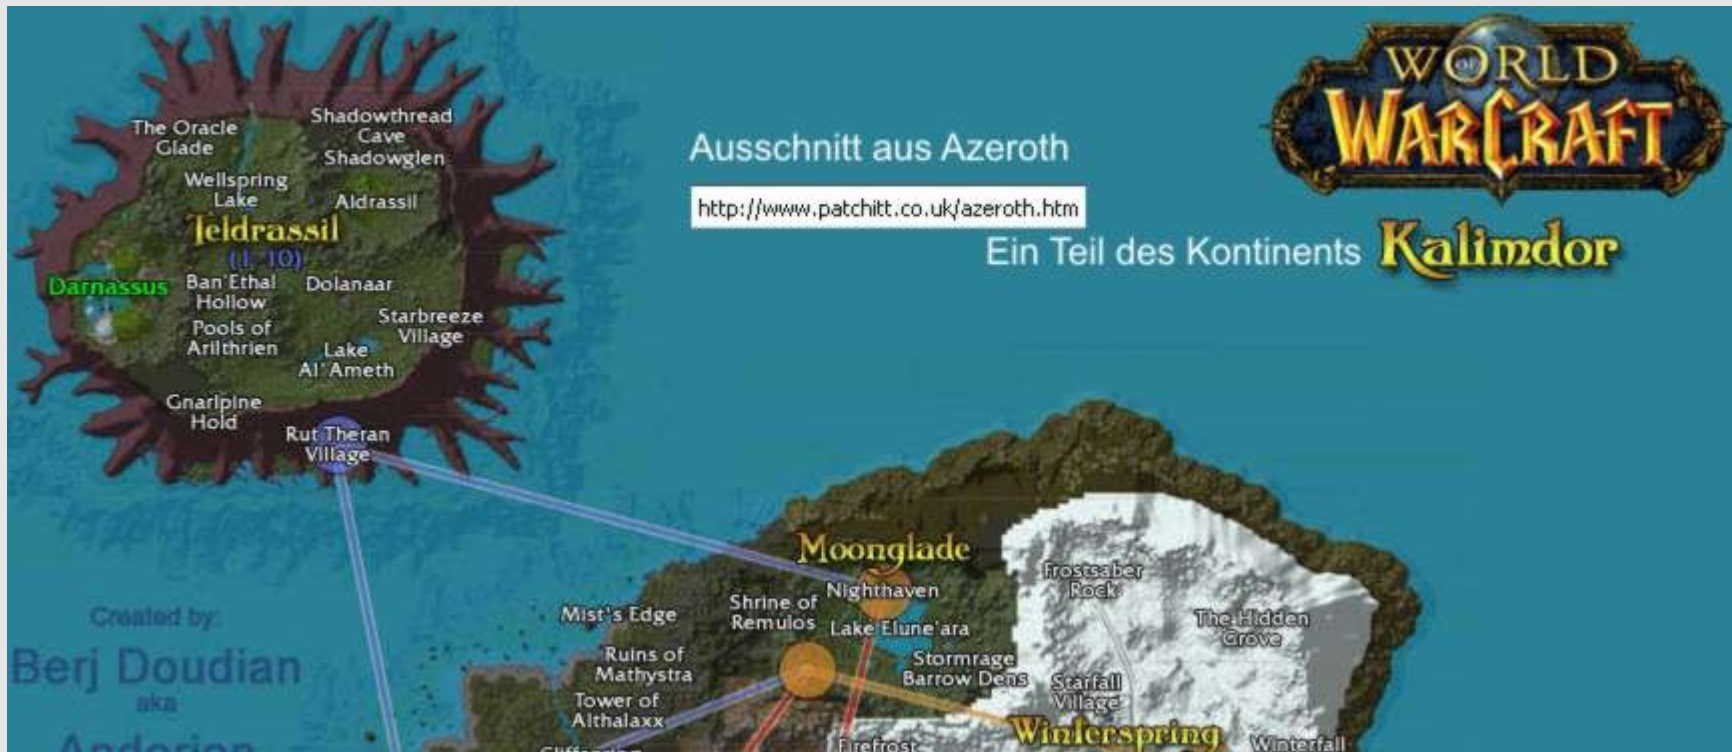 WORLD
OF
WARCRAFT
Ausschnitt aus Azeroth
http://www.patchitt.co.uk/azeroth.htm
Ein Teil des Kontinents Kalimdor
The Oracle
Glade
Shadowthread
Cave
Shadowglen
Wellspring
Lake
Aldrassil
Teldrassil
(1-10)
Darnassus
Ban'Ethal
Hollow
Dolanaar
Starbreeze
Village
Pools of
Arilthrien
Lake
Al'Ameth
Gnarlpine
Hold
Rut Theran
Village
Moonglade
Nighthaven
Frostsaber
Rock
Mist's Edge
Shrine of
Remulos
Lake Elune'ara
The Hidden
Grove
Ruins of
Mathystra
Stormrage
Barrow Dens
Starfall
Village
Tower of
Althalaxx
Winterspring
Firefrost
Winterfall
Created by:
Berj Doudian
aka